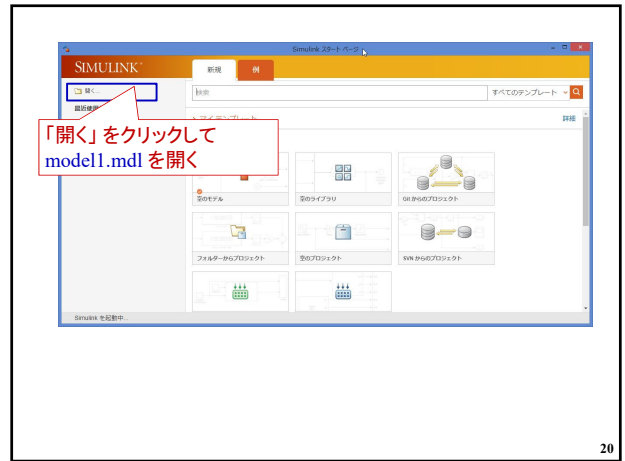 Simulink スタート ページ
SIMULINK
新規
例
開く...
検索
すべてのテンプレート
詳細
「開く」をクリックして
model1.mdl を開く
空のモデル
空のライブラリ
Git からのプロジェクト
フォルダーからプロジェクト
空のプロジェクト
SVN からのプロジェクト
Simulink を起動中...
20